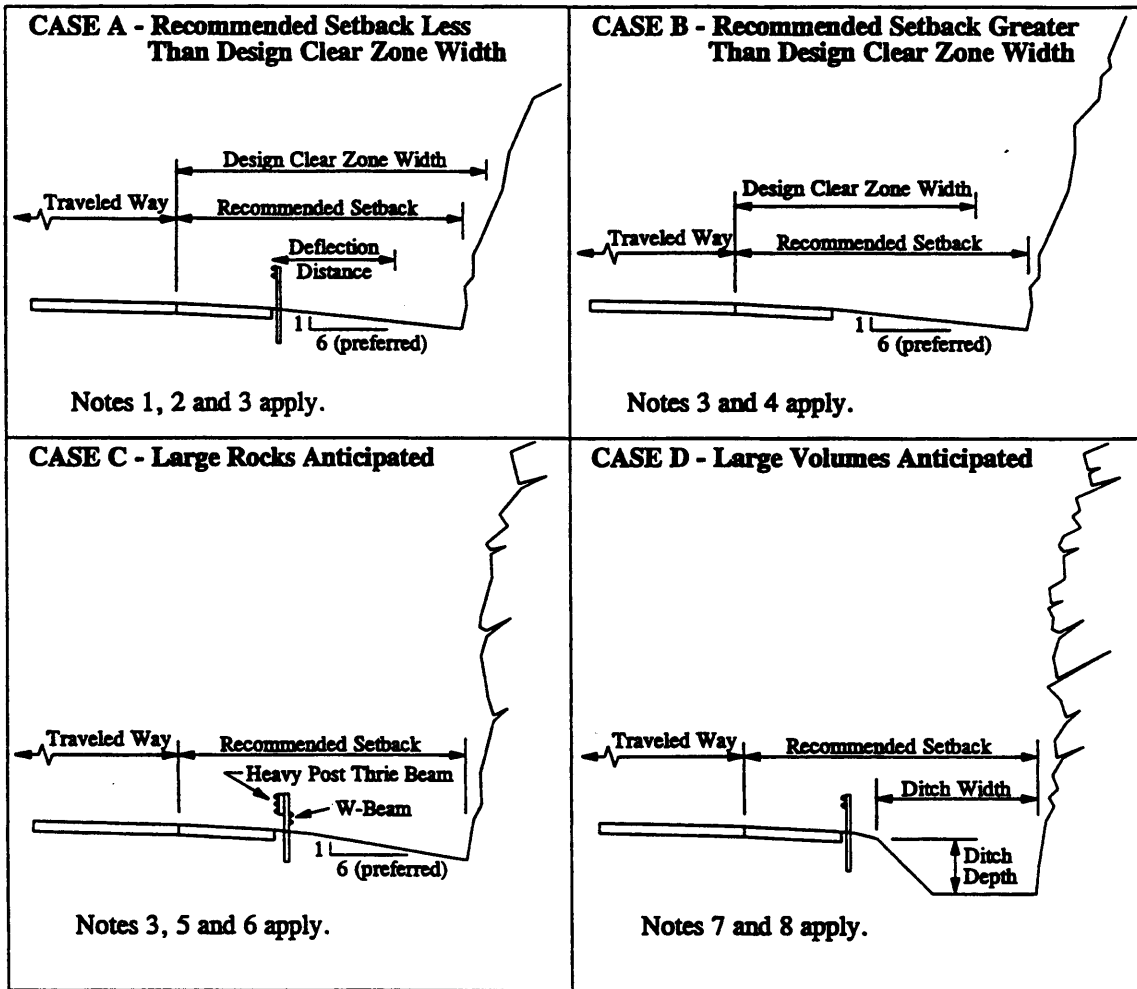 CASE A - Recommended Setback Less
Than Design Clear Zone Width
Design Clear Zone Width
Traveled Way
Recommended Setback
Deflection
Distance
1
6 (preferred)
Notes 1, 2 and 3 apply.
CASE B - Recommended Setback Greater
Than Design Clear Zone Width
Design Clear Zone Width
Traveled Way
Recommended Setback
1
6 (preferred)
Notes 3 and 4 apply.
CASE C - Large Rocks Anticipated
Traveled Way
Recommended Setback
Heavy Post Thrie Beam
W-Beam
1
6 (preferred)
Notes 3, 5 and 6 apply.
CASE D - Large Volumes Anticipated
Traveled Way
Recommended Setback
Ditch Width
Ditch
Depth
Notes 7 and 8 apply.